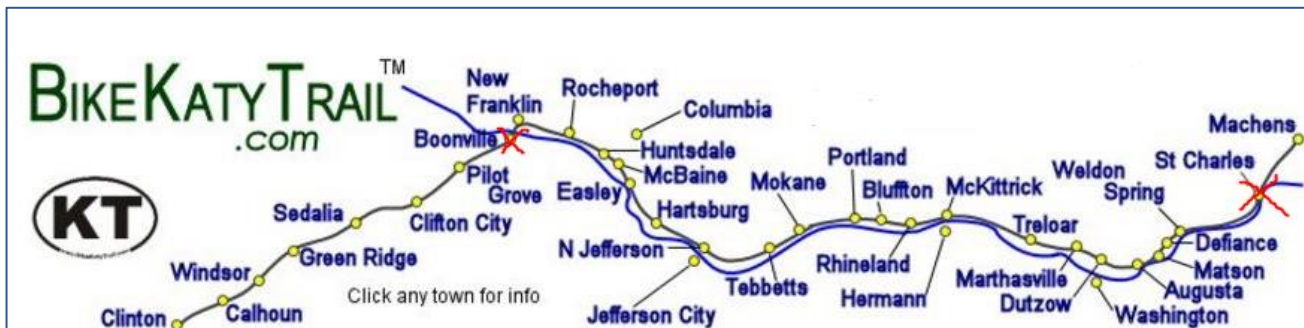 BIKEKATYTRAIL™
.com
KT
New
Franklin
Rocheport
Columbia
Boonville
Huntsdale
McBaine
Pilot
Grove
Easley
Hartsburg
Sedalia
Clifton City
Green Ridge
Windsor
Calhoun
Clinton
Click any town for info
N Jefferson
Jefferson City
Tebbetts
Mokane
Portland
Bluffton
Rhineland
McKittrick
Hermann
Treloar
Marthasville
Dutzow
Washington
Augusta
Matson
Defiance
Weldon
Spring
St Charles
Machens